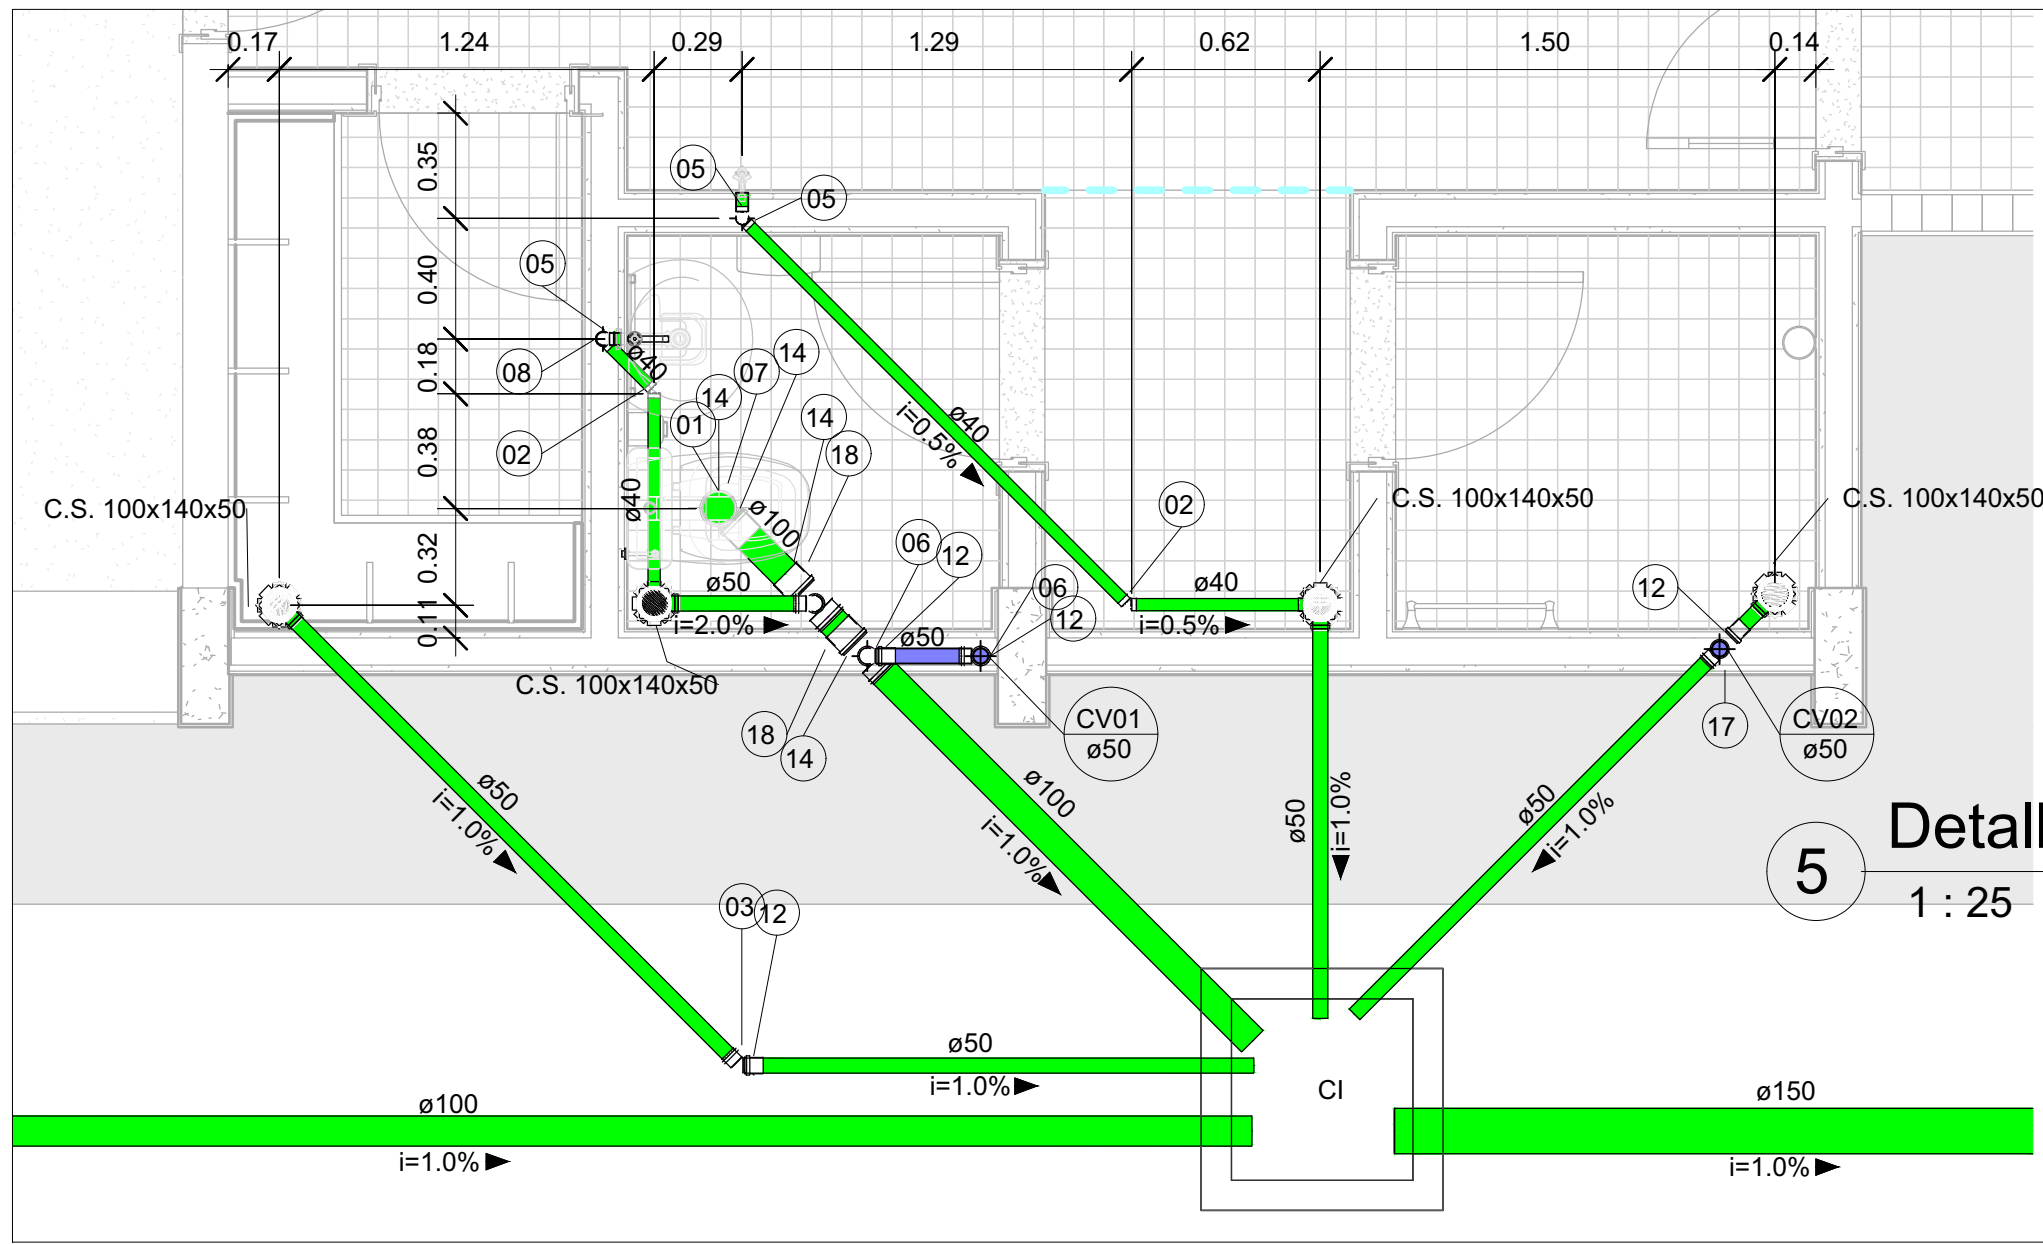 0.17
1.24
0.29
1.29
0.62
1.50
0.14
0.35
0.40
0.18
0.38
0.32
0.11
05
05
05
08
02
ø40
01
14
07
14
14
18
ø40
ø100
ø40
i=0.5%
02
C.S. 100x140x50
C.S. 100x140x50
C.S. 100x140x50
06
12
06
12
12
ø50
i=2.0%
ø40
i=0.5%
ø50
C.S. 100x140x50
18
14
CV01
ø50
17
CV02
ø50
ø50
i=1.0%
ø100
i=1.0%
ø50
i=1.0%
ø50
i=1.0%
5
Detall
1 : 25
03
12
ø50
i=1.0%
CI
ø100
i=1.0%
ø150
i=1.0%